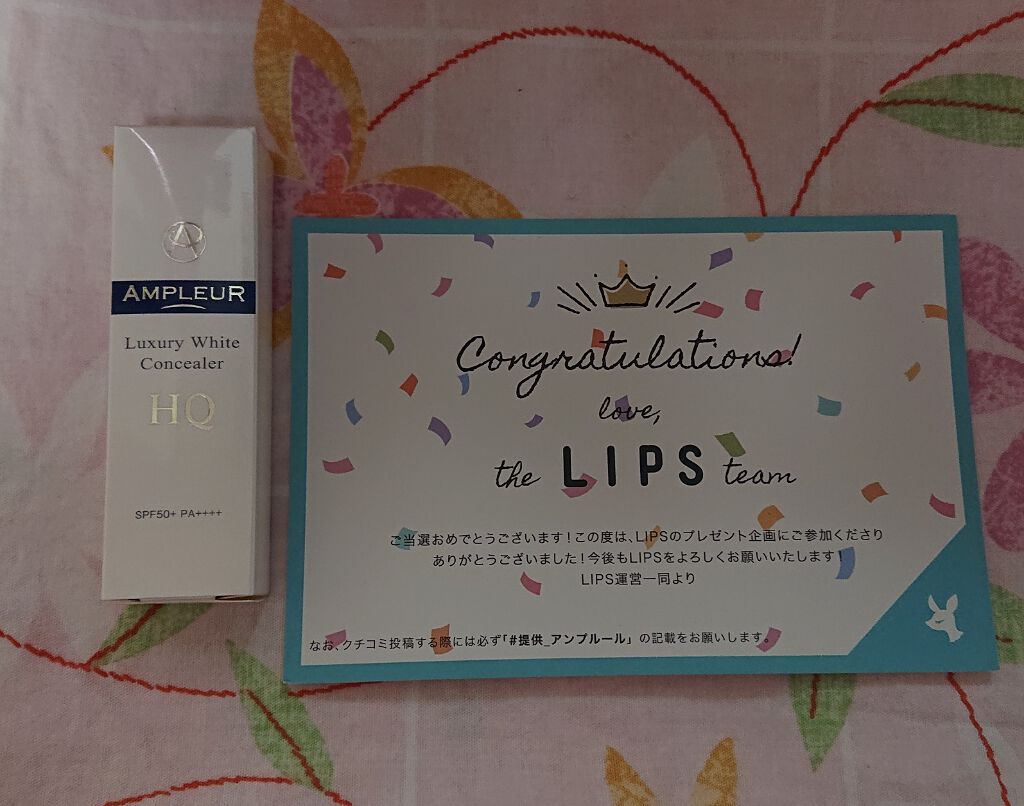 AMPLEUR
Luxury White
Concealer
HQ
SPF50+ PA++++
Congratulations!
love,
the LIPS team
ご当選おめでとうございます！この度は、LIPSのプレゼント企画にご参加くださり
ありがとうございました！今後もLIPSをよろしくお願いいたします！
LIPS運営一同より
なお、クチコミ投稿する際には必ず「#提供_アンプルール」の記載をお願いします。